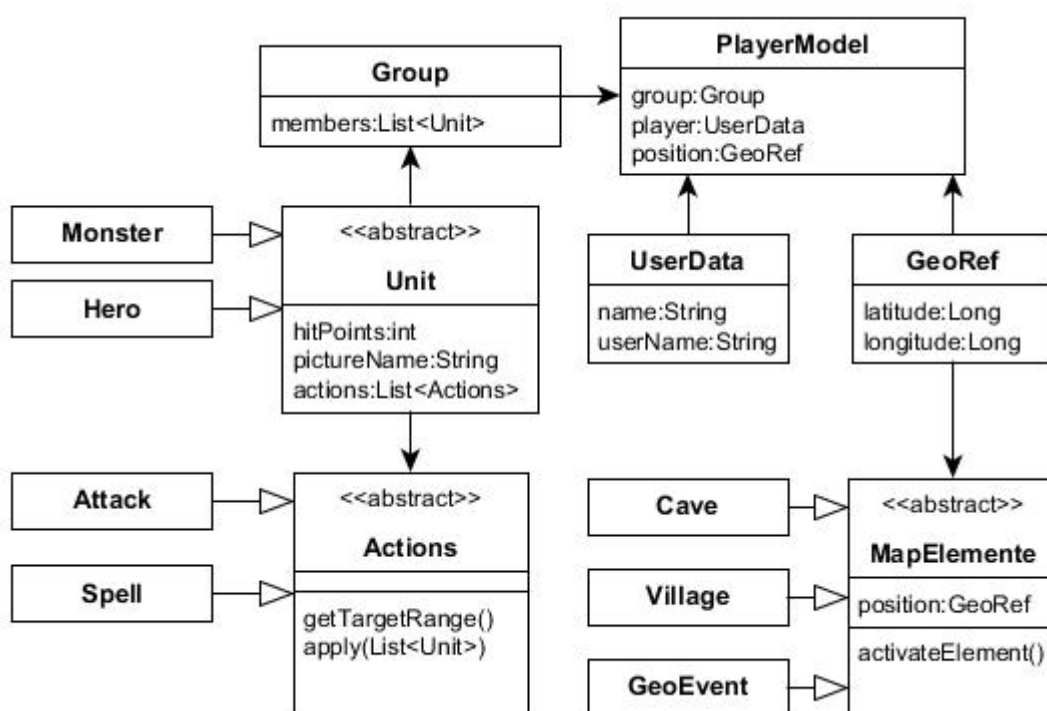 Group
members:List<Unit>
PlayerModel
group:Group
player:UserData
position:GeoRef
Monster
Hero
<<abstract>>
Unit
hitPoints:int
pictureName:String
actions:List<Actions>
UserData
name:String
userName:String
GeoRef
latitude:Long
longitude:Long
Attack
Spell
<<abstract>>
Actions
getTargetRange()
apply(List<Unit>)
Cave
Village
GeoEvent
<<abstract>>
MapElemente
position:GeoRef
activateElement()